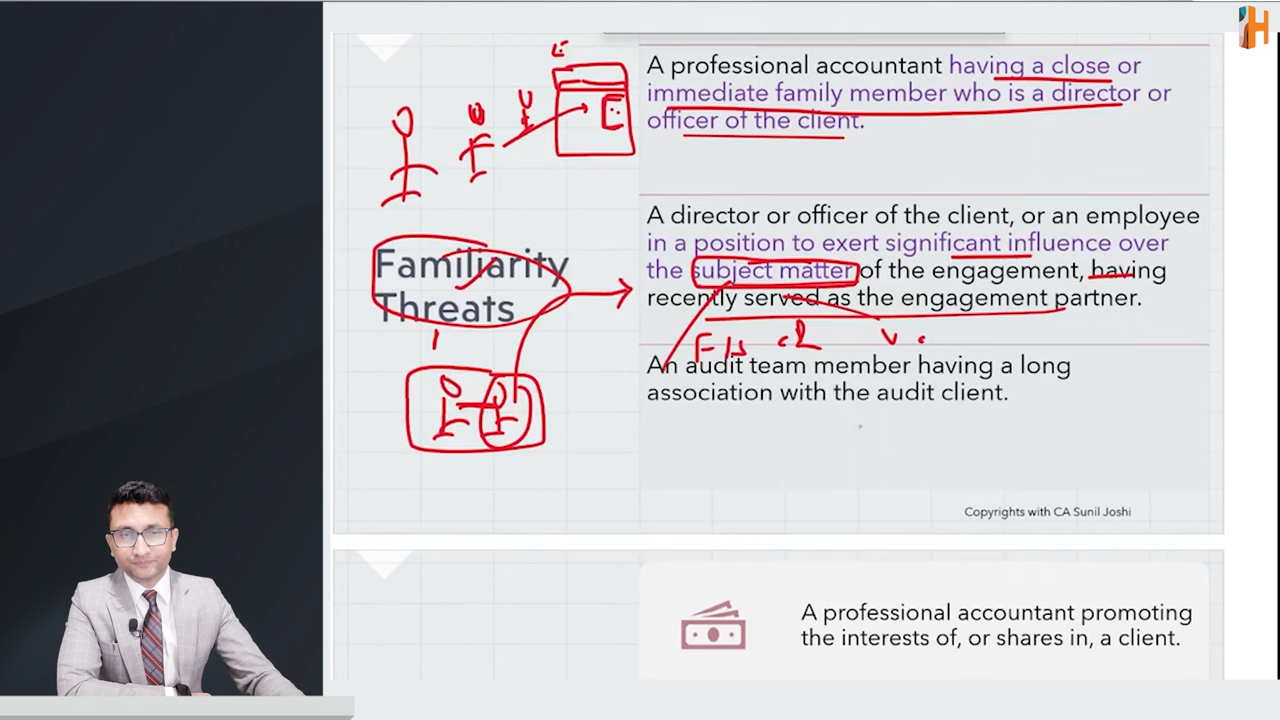 A professional accountant having a close or
immediate family member who is a director or
officer of the client.
Familiarity
Threats
A director or officer of the client, or an employee
in a position to exert significant influence over
the subject matter of the engagement, having
recently served as the engagement partner.
An audit team member having a long
association with the audit client.
Copyrights with CA Sunil Joshi
A professional accountant promoting
the interests of, or shares in, a client.
H